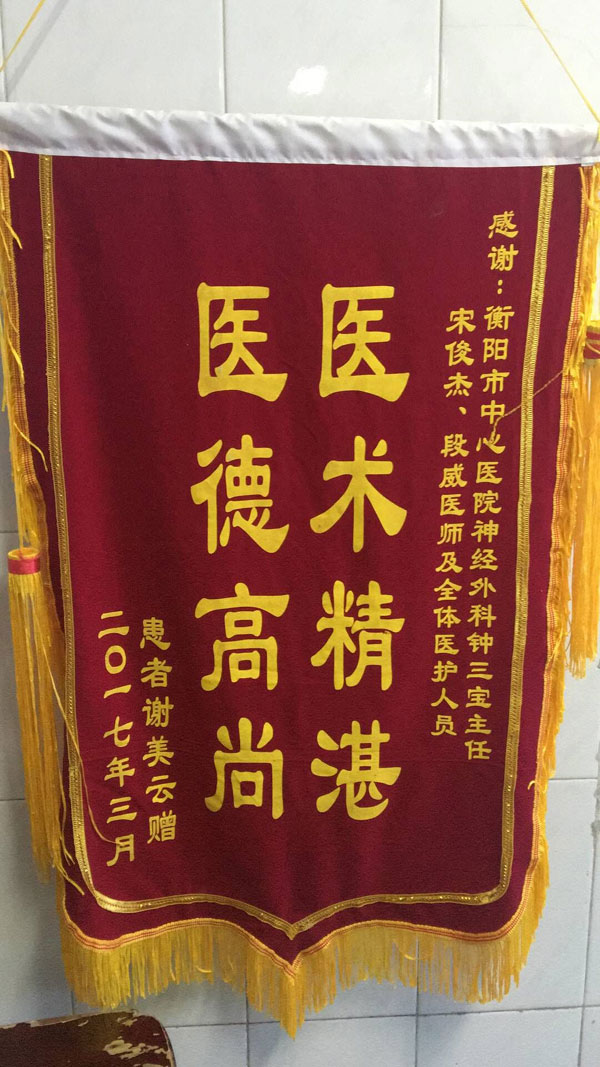 感谢：衡阳市中心医院神经外科钟三宝主任
宋俊杰、段威医师及全体医护人员
医术精湛
医德高尚
患者谢美云赠
二〇一七年三月